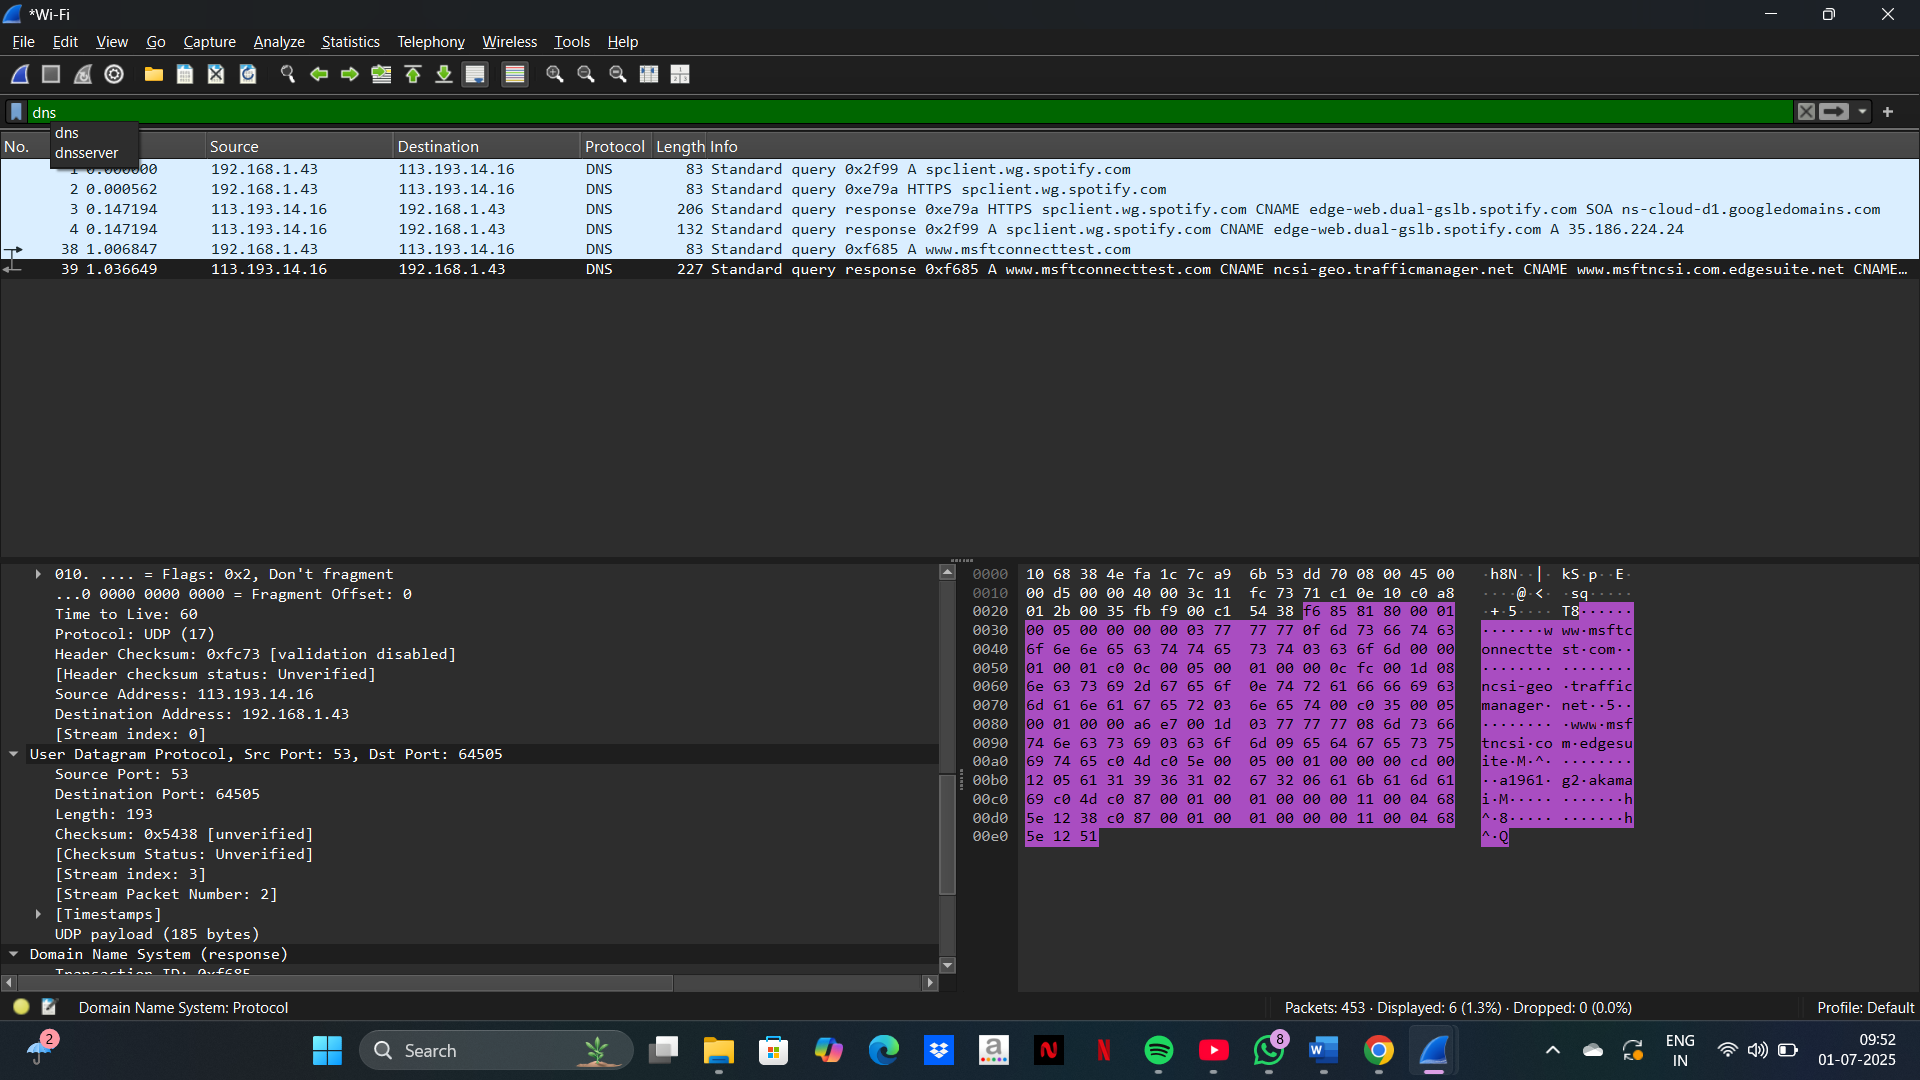 *Wi-Fi
File Edit View Go Capture Analyze Statistics Telephony Wireless Tools Help
dns
dns
dnsserver
No. Source Destination Protocol Length Info
1 0.000000 192.168.1.43 113.193.14.16 DNS 83 Standard query 0x2f99 A spclient.wg.spotify.com
2 0.000562 192.168.1.43 113.193.14.16 DNS 83 Standard query 0xe79a HTTPS spclient.wg.spotify.com
3 0.147194 113.193.14.16 192.168.1.43 DNS 206 Standard query response 0xe79a HTTPS spclient.wg.spotify.com CNAME edge-web.dual-gslb.spotify.com SOA ns-cloud-d1.googledomains.com
4 0.147194 113.193.14.16 192.168.1.43 DNS 132 Standard query response 0x2f99 A spclient.wg.spotify.com CNAME edge-web.dual-gslb.spotify.com A 35.186.224.24
38 1.006847 192.168.1.43 113.193.14.16 DNS 83 Standard query 0xf685 A www.msftconnecttest.com
39 1.036649 113.193.14.16 192.168.1.43 DNS 227 Standard query response 0xf685 A www.msftconnecttest.com CNAME ncsi-geo.trafficmanager.net CNAME www.msftncsi.com.edgesuite.net CNAME…
010. .... = Flags: 0x2, Don't fragment
...0 0000 0000 0000 = Fragment Offset: 0
Time to Live: 60
Protocol: UDP (17)
Header Checksum: 0xfc73 [validation disabled]
[Header checksum status: Unverified]
Source Address: 113.193.14.16
Destination Address: 192.168.1.43
[Stream index: 0]
User Datagram Protocol, Src Port: 53, Dst Port: 64505
Source Port: 53
Destination Port: 64505
Length: 193
Checksum: 0x5438 [unverified]
[Checksum Status: Unverified]
[Stream index: 3]
[Stream Packet Number: 2]
[Timestamps]
UDP payload (185 bytes)
Domain Name System (response)
Transaction ID: 0xf685
0000 10 68 38 4e fa 1c 7c a9 6b 53 dd 70 08 00 45 00 ·h8N··|· kS·p··E·
0010 00 d5 00 00 40 00 3c 11 fc 73 71 c1 0e 10 c0 a8 ····@·<· ·sq·····
0020 01 2b 00 35 fb f9 00 c1 54 38 f6 85 81 80 00 01 ·+·5···· T8······
0030 00 05 00 00 00 00 03 77 77 77 0f 6d 73 66 74 63 ·······w ww·msftc
0040 6f 6e 6e 65 63 74 74 65 73 74 03 63 6f 6d 00 00 onnectte st·com··
0050 01 00 01 c0 0c 00 05 00 01 00 00 0c fc 00 1d 08 ········ ········
0060 6e 63 73 69 2d 67 65 6f 0e 74 72 61 66 66 69 63 ncsi-geo ·traffic
0070 6d 61 6e 61 67 65 72 03 6e 65 74 00 c0 35 00 05 manager· net··5··
0080 00 01 00 00 a6 e7 00 1d 03 77 77 77 08 6d 73 66 ········ ·www·msf
0090 74 6e 63 73 69 03 63 6f 6d 09 65 64 67 65 73 75 tncsi·co m·edgesu
00a0 69 74 65 c0 4d c0 5e 00 05 00 01 00 00 00 cd 00 ite·M·^· ········
00b0 12 05 61 31 39 36 31 02 67 32 06 61 6b 61 6d 61 ··a1961· g2·akama
00c0 69 c0 4d c0 87 00 01 00 01 00 00 00 11 00 04 68 i·M····· ·······h
00d0 5e 12 38 c0 87 00 01 00 01 00 00 00 11 00 04 68 ^·8····· ·······h
00e0 5e 12 51 ^·Q
Domain Name System: Protocol Packets: 453 · Displayed: 6 (1.3%) · Dropped: 0 (0.0%) Profile: Default
2 Search 8 ENG IN 09:52
01-07-2025